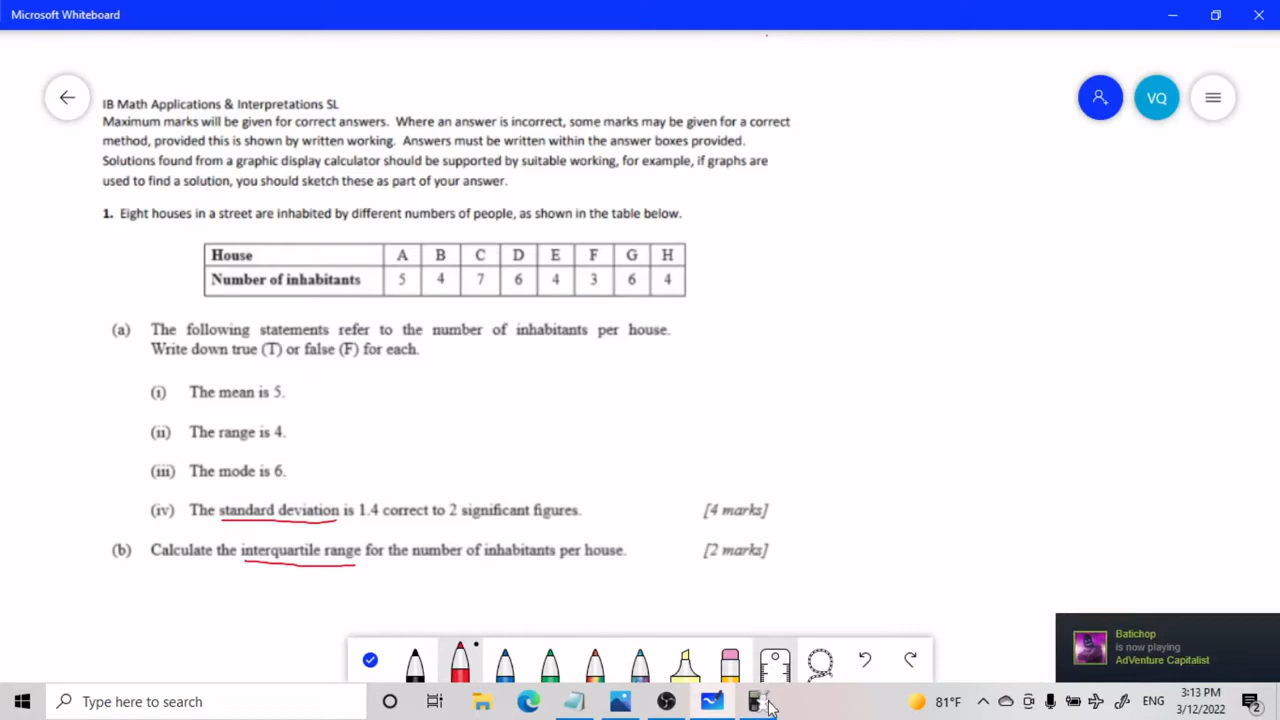 Microsoft Whiteboard
VQ
IB Math Applications & Interpretations SL
Maximum marks will be given for correct answers. Where an answer is incorrect, some marks may be given for a correct
method, provided this is shown by written working. Answers must be written within the answer boxes provided.
Solutions found from a graphic display calculator should be supported by suitable working, for example, if graphs are
used to find a solution, you should sketch these as part of your answer.
1. Eight houses in a street are inhabited by different numbers of people, as shown in the table below.
House A B C D E F G H
Number of inhabitants 5 4 7 6 4 3 6 4
(a) The following statements refer to the number of inhabitants per house.
Write down true (T) or false (F) for each.
(i) The mean is 5.
(ii) The range is 4.
(iii) The mode is 6.
(iv) The standard deviation is 1.4 correct to 2 significant figures. [4 marks]
(b) Calculate the interquartile range for the number of inhabitants per house. [2 marks]
Batichop
is now playing
AdVenture Capitalist
Type here to search
81°F
ENG
3:13 PM
3/12/2022
2